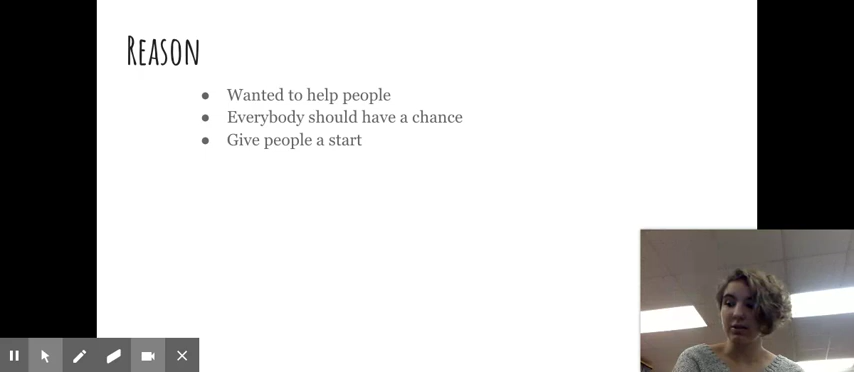 Reason
● Wanted to help people
● Everybody should have a chance
● Give people a start